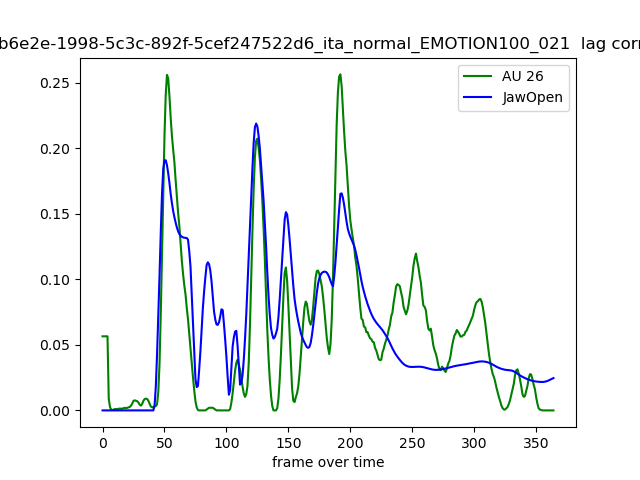 b6e2e-1998-5c3c-892f-5cef247522d6_ita_normal_EMOTION100_021 lag corr
AU 26
JawOpen
0.25
0.20
0.15
0.10
0.05
0.00
0 50 100 150 200 250 300 350
frame over time